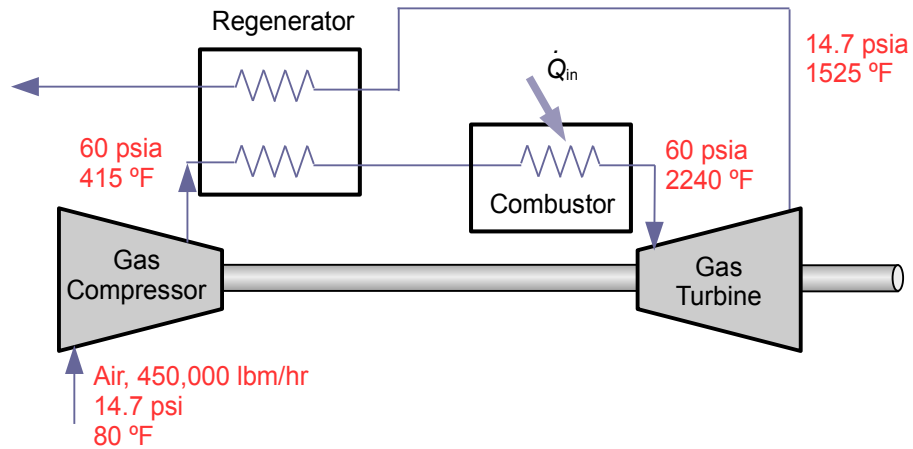 Regenerator
14.7 psia
1525 ºF
Q̇in
60 psia
415 ºF
60 psia
2240 ºF
Combustor
Gas
Compressor
Gas
Turbine
Air, 450,000 lbm/hr
14.7 psi
80 ºF